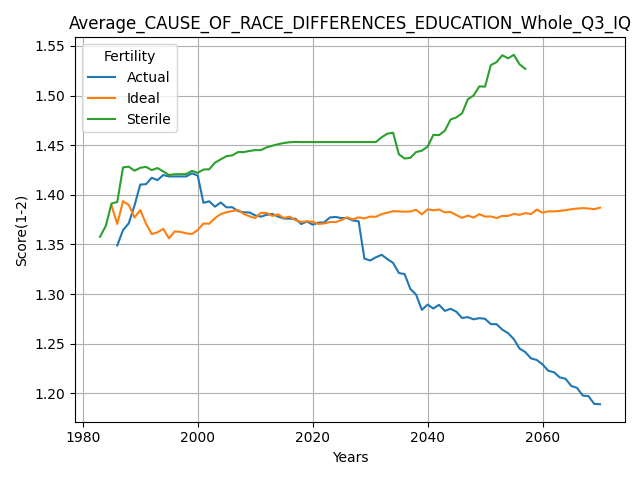 Average_CAUSE_OF_RACE_DIFFERENCES_EDUCATION_Whole_Q3_IQ
Fertility
Actual
Ideal
Sterile
1.55
1.50
1.45
1.40
1.35
1.30
1.25
1.20
Score(1-2)
1980 2000 2020 2040 2060
Years